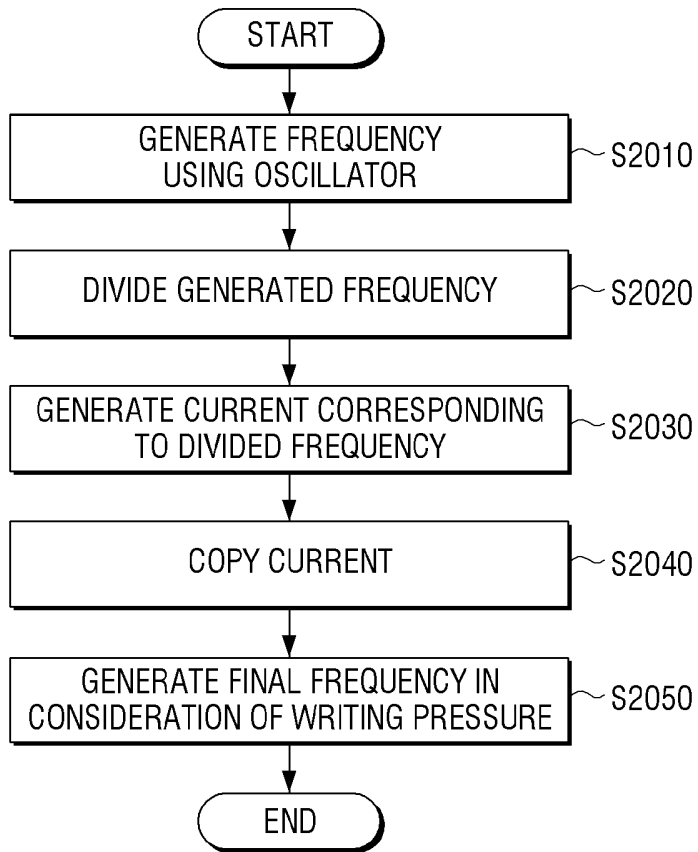 START
GENERATE FREQUENCY
USING OSCILLATOR
S2010
DIVIDE GENERATED FREQUENCY
S2020
GENERATE CURRENT CORRESPONDING
TO DIVIDED FREQUENCY
S2030
COPY CURRENT
S2040
GENERATE FINAL FREQUENCY IN
CONSIDERATION OF WRITING PRESSURE
S2050
END